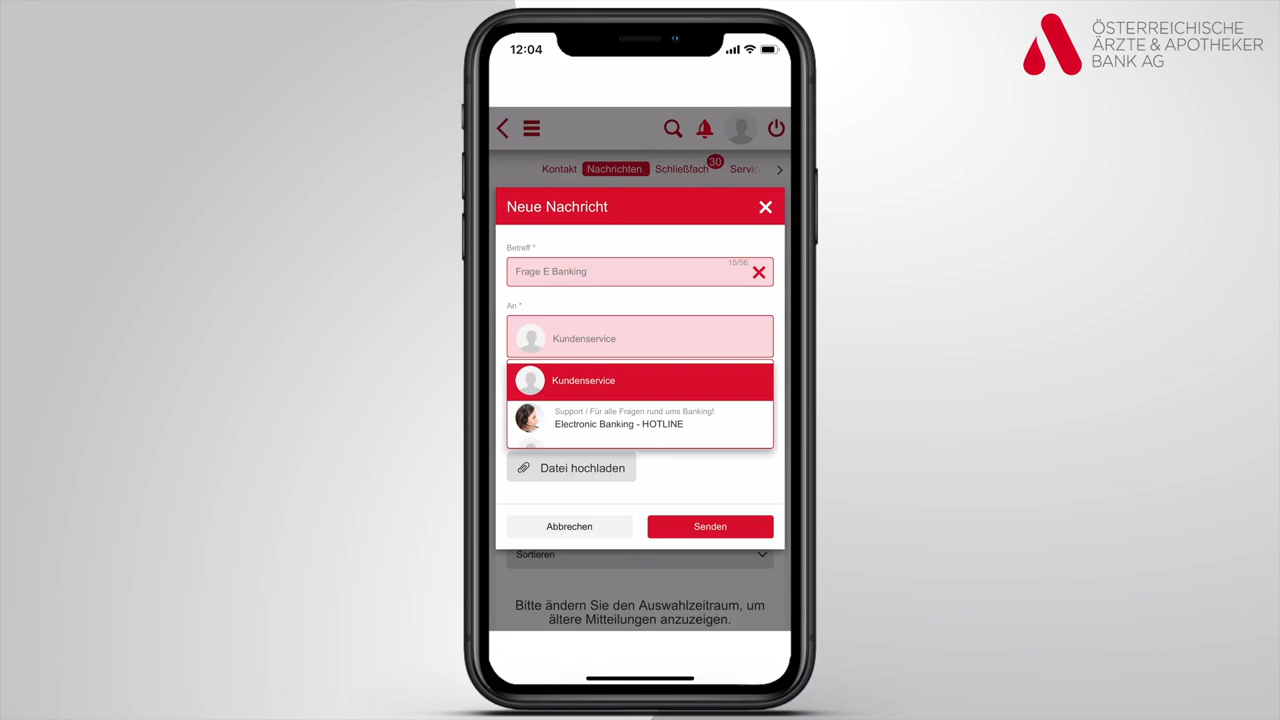 12:04
ÖSTERREICHISCHE
ÄRZTE & APOTHEKER
BANK AG
Kontakt Nachrichten Schließfach 30 Servic
Neue Nachricht
Betreff *
15/56
Frage E Banking
An *
Kundenservice
Kundenservice
Support / Für alle Fragen rund ums Banking!
Electronic Banking - HOTLINE
Datei hochladen
Abbrechen Senden
Sortieren
Bitte ändern Sie den Auswahlzeitraum, um
ältere Mitteilungen anzuzeigen.